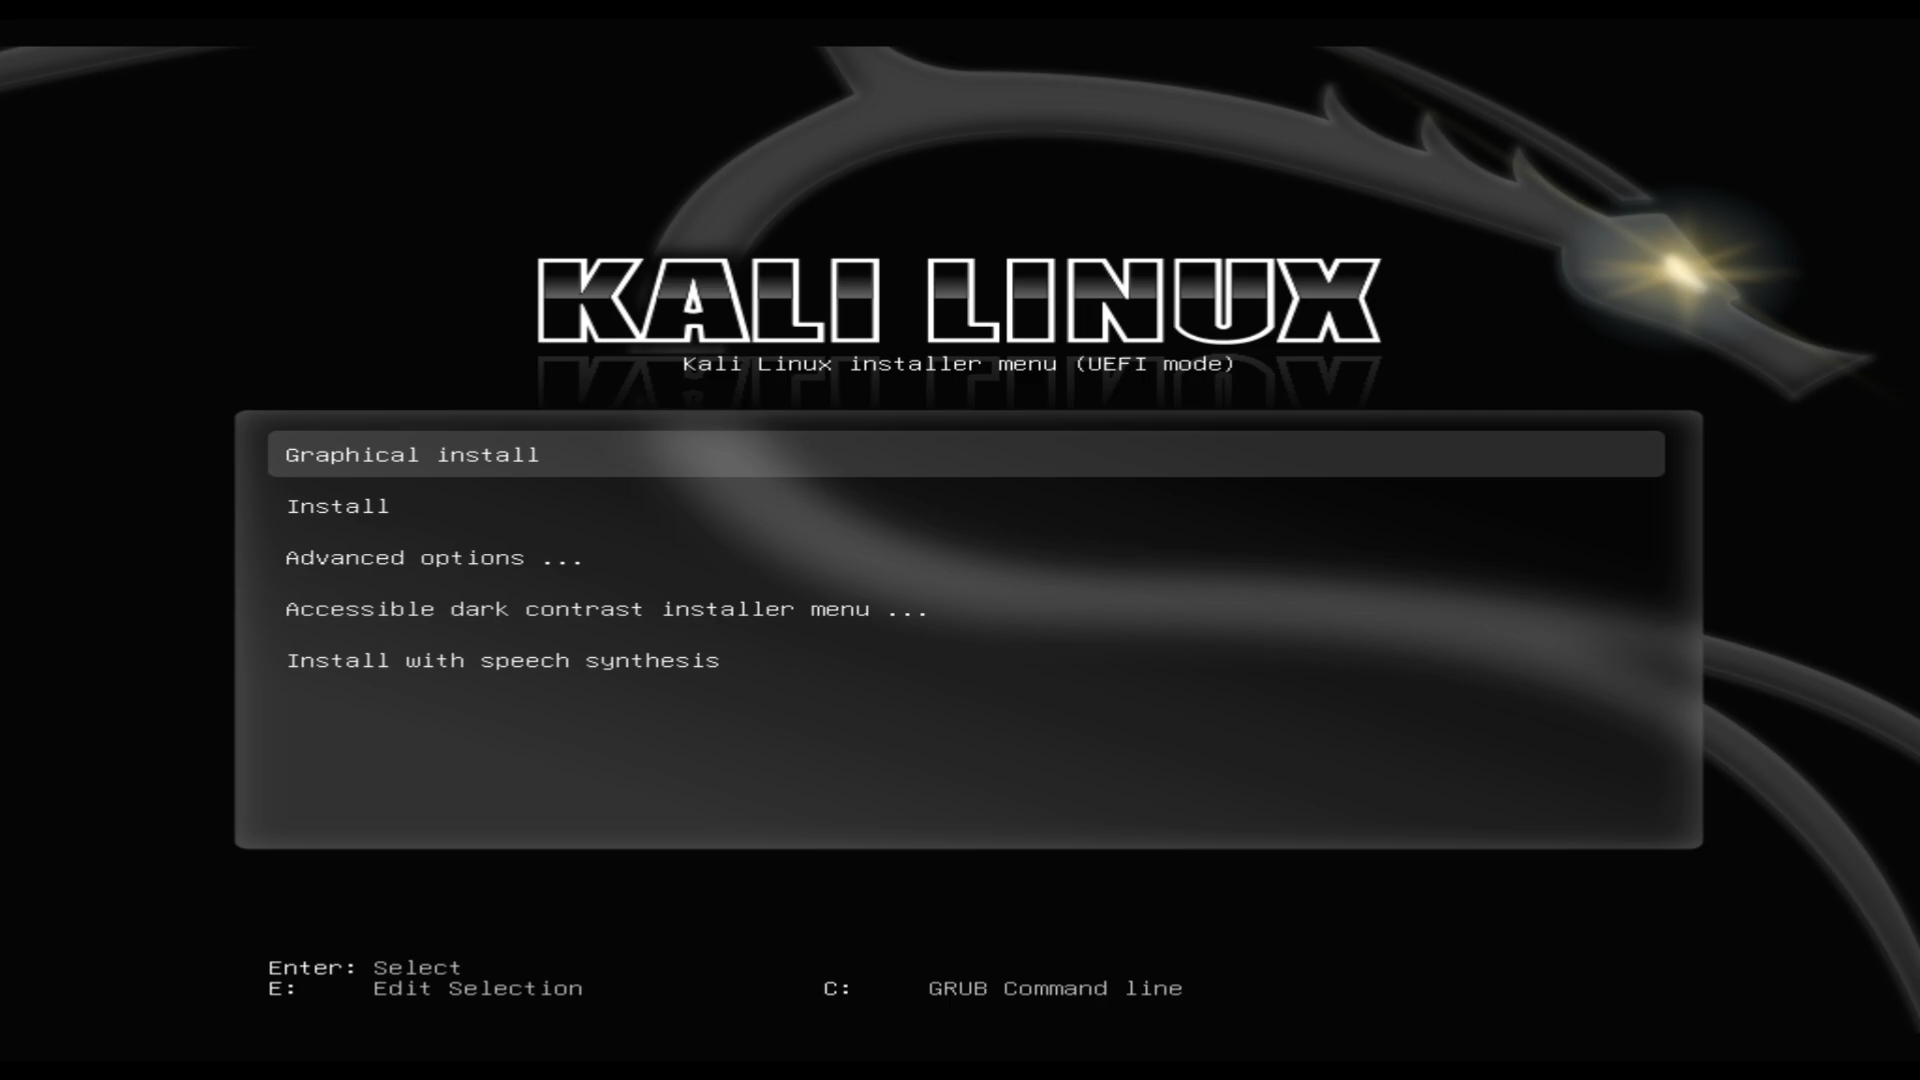 KALI LINUX
Kali Linux installer menu (UEFI mode)
Graphical install
Install
Advanced options ...
Accessible dark contrast installer menu ...
Install with speech synthesis
Enter: Select
E: Edit Selection C: GRUB Command line